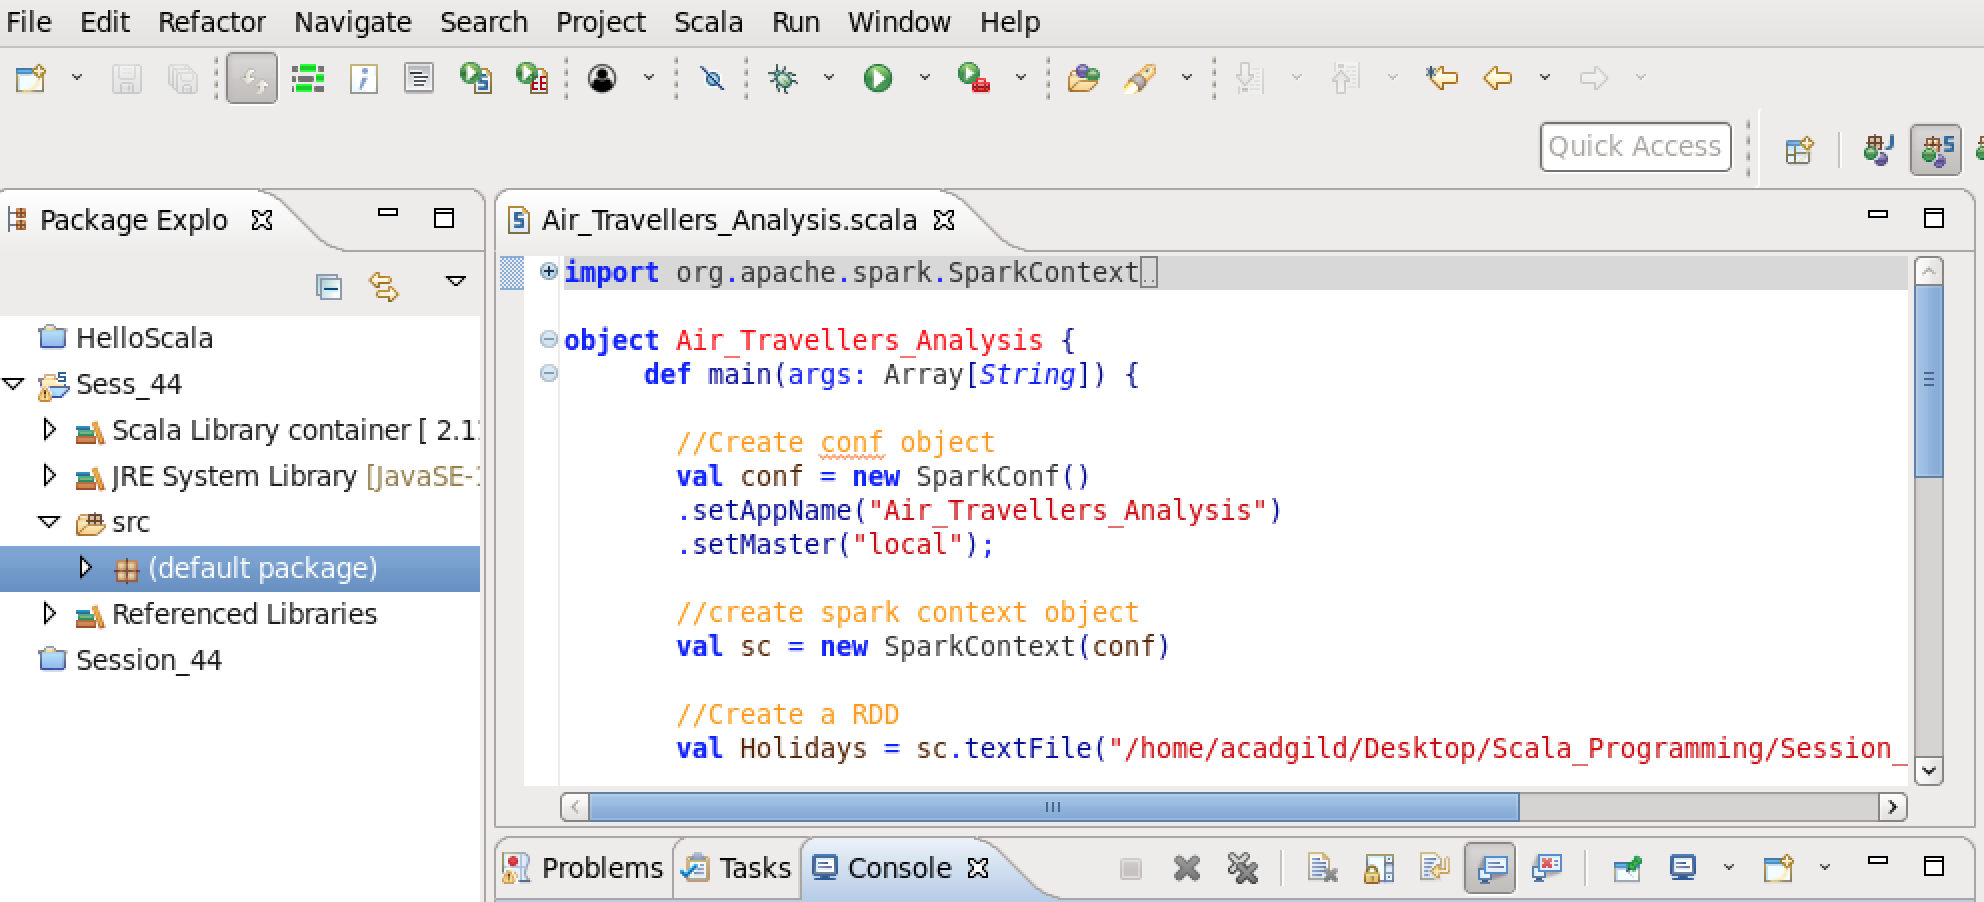 File Edit Refactor Navigate Search Project Scala Run Window Help
Quick Access
Package Explo
HelloScala
Sess_44
Scala Library container [ 2.1
JRE System Library [JavaSE-
src
(default package)
Referenced Libraries
Session_44
Air_Travellers_Analysis.scala
import org.apache.spark.SparkContext..
object Air_Travellers_Analysis {
def main(args: Array[String]) {
//Create conf object
val conf = new SparkConf()
.setAppName("Air_Travellers_Analysis")
.setMaster("local");
//create spark context object
val sc = new SparkContext(conf)
//Create a RDD
val Holidays = sc.textFile("/home/acadgild/Desktop/Scala_Programming/Session_
Problems Tasks Console